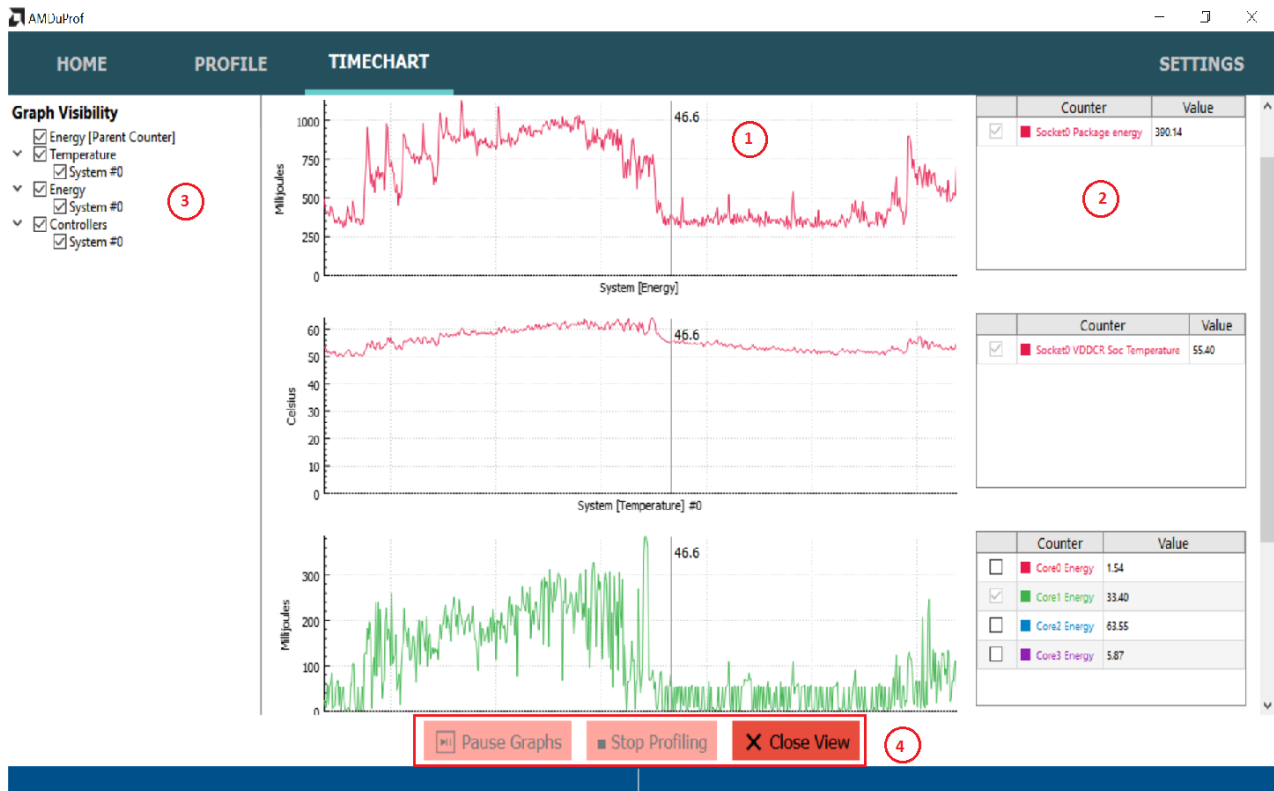 AMDuProf
HOME PROFILE TIMECHART SETTINGS
Graph Visibility
Energy [Parent Counter]
Temperature
System #0
Energy
System #0
Controllers
System #0
3
Millijoules
1000
750
500
250
0
46.6
1
System [Energy]
Counter Value
Socket0 Package energy 390.14
2
Celsius
60
50
40
30
20
10
0
46.6
System [Temperature] #0
Counter Value
Socket0 VDDCR Soc Temperature 55.40
Millijoules
300
200
100
0
46.6
Counter Value
Core0 Energy 1.54
Core1 Energy 33.40
Core2 Energy 63.55
Core3 Energy 5.87
Pause Graphs Stop Profiling Close View
4